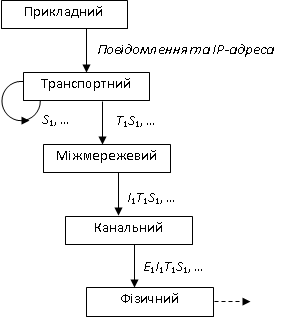 Прикладний
Повідомлення та IP-адреса
Транспортний
S1, ...
T1S1, ...
Міжмережевий
I1T1S1, ...
Канальний
E1I1T1S1, ...
Фізичний